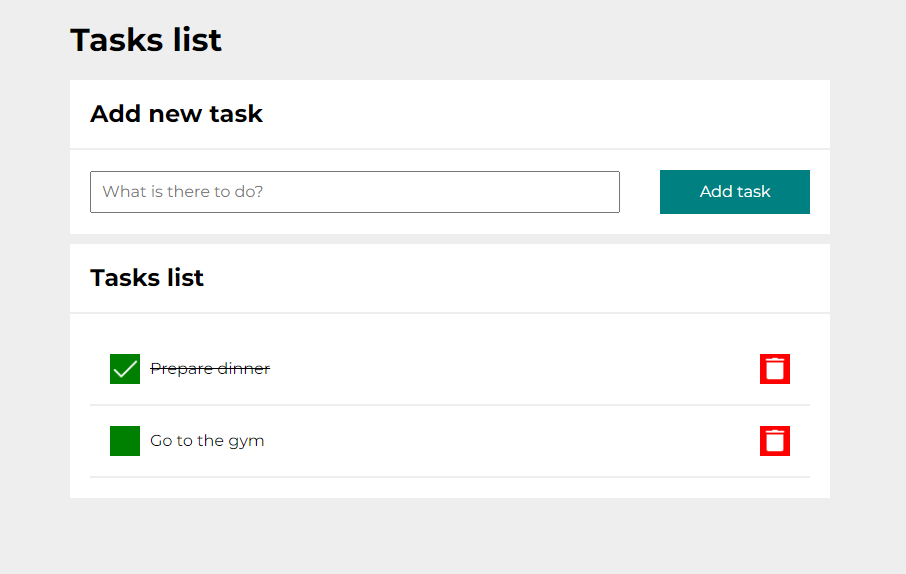 Tasks list
Add new task
What is there to do?
Add task
Tasks list
Prepare dinner
Go to the gym